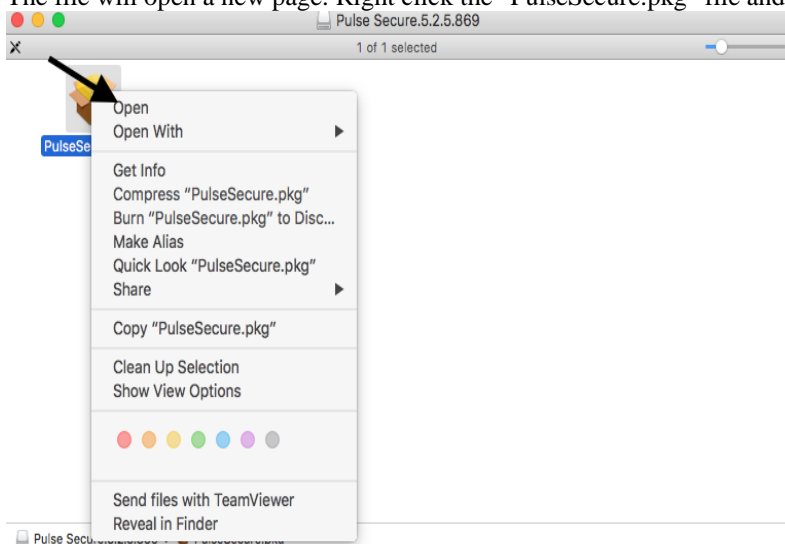 The file will open a new page. Right click the "PulseSecure.pkg" file and
Pulse Secure.5.2.5.869
1 of 1 selected
PulseSe
Open
Open With
Get Info
Compress "PulseSecure.pkg"
Burn "PulseSecure.pkg" to Disc...
Make Alias
Quick Look "PulseSecure.pkg"
Share
Copy "PulseSecure.pkg"
Clean Up Selection
Show View Options
Send files with TeamViewer
Reveal in Finder
Pulse Secu